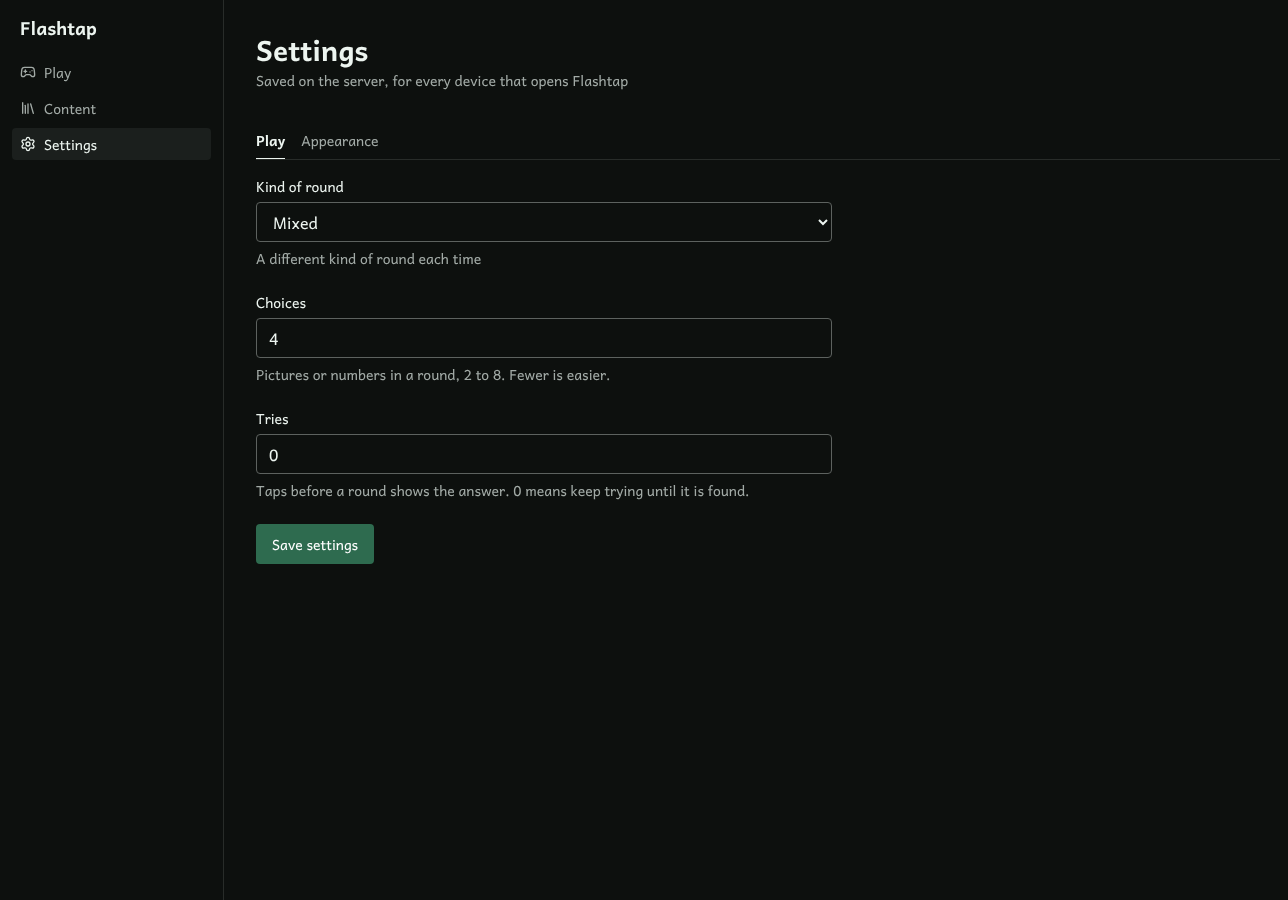 Flashtap
Play
Content
Settings
Settings
Saved on the server, for every device that opens Flashtap
Play
Appearance
Kind of round
Mixed
A different kind of round each time
Choices
4
Pictures or numbers in a round, 2 to 8. Fewer is easier.
Tries
0
Taps before a round shows the answer. 0 means keep trying until it is found.
Save settings